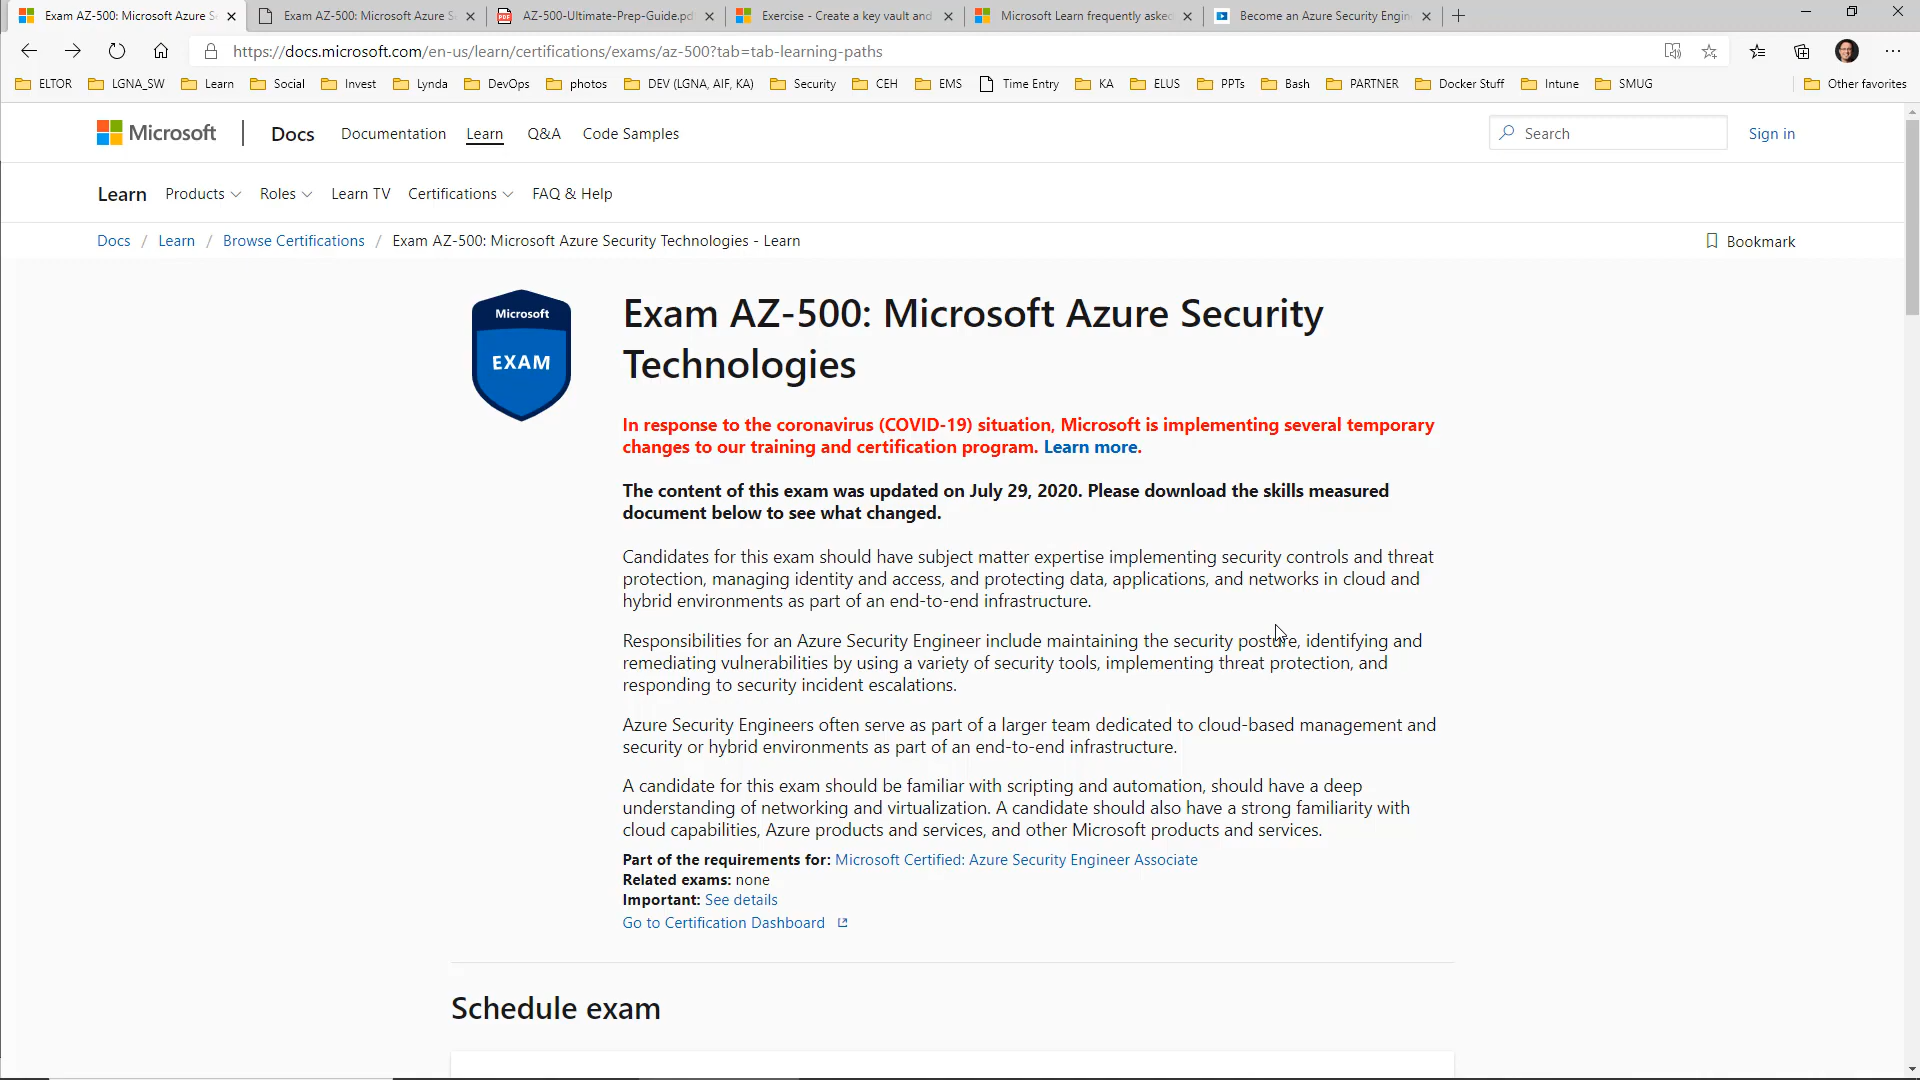 Exam AZ-500: Microsoft Azure S
Exam AZ-500: Microsoft Azure S
PDF
AZ-500-Ultimate-Prep-Guide.pd
Exercise - Create a key vault and
Microsoft Learn frequently asked
Become an Azure Security Engin
https://docs.microsoft.com/en-us/learn/certifications/exams/az-500?tab=tab-learning-paths
ELTOR
LGNA_SW
Learn
Social
Invest
Lynda
DevOps
photos
DEV (LGNA, AIF, KA)
Security
CEH
EMS
Time Entry
KA
ELUS
PPTs
Bash
PARTNER
Docker Stuff
Intune
SMUG
Other favorites
Microsoft
Docs
Documentation
Learn
Q&A
Code Samples
Search
Sign in
Learn
Products
Roles
Learn TV
Certifications
FAQ & Help
Docs / Learn / Browse Certifications / Exam AZ-500: Microsoft Azure Security Technologies - Learn
Bookmark
Microsoft
EXAM
Exam AZ-500: Microsoft Azure Security
Technologies
In response to the coronavirus (COVID-19) situation, Microsoft is implementing several temporary
changes to our training and certification program. Learn more.
The content of this exam was updated on July 29, 2020. Please download the skills measured
document below to see what changed.
Candidates for this exam should have subject matter expertise implementing security controls and threat
protection, managing identity and access, and protecting data, applications, and networks in cloud and
hybrid environments as part of an end-to-end infrastructure.
Responsibilities for an Azure Security Engineer include maintaining the security posture, identifying and
remediating vulnerabilities by using a variety of security tools, implementing threat protection, and
responding to security incident escalations.
Azure Security Engineers often serve as part of a larger team dedicated to cloud-based management and
security or hybrid environments as part of an end-to-end infrastructure.
A candidate for this exam should be familiar with scripting and automation, should have a deep
understanding of networking and virtualization. A candidate should also have a strong familiarity with
cloud capabilities, Azure products and services, and other Microsoft products and services.
Part of the requirements for: Microsoft Certified: Azure Security Engineer Associate
Related exams: none
Important: See details
Go to Certification Dashboard
Schedule exam